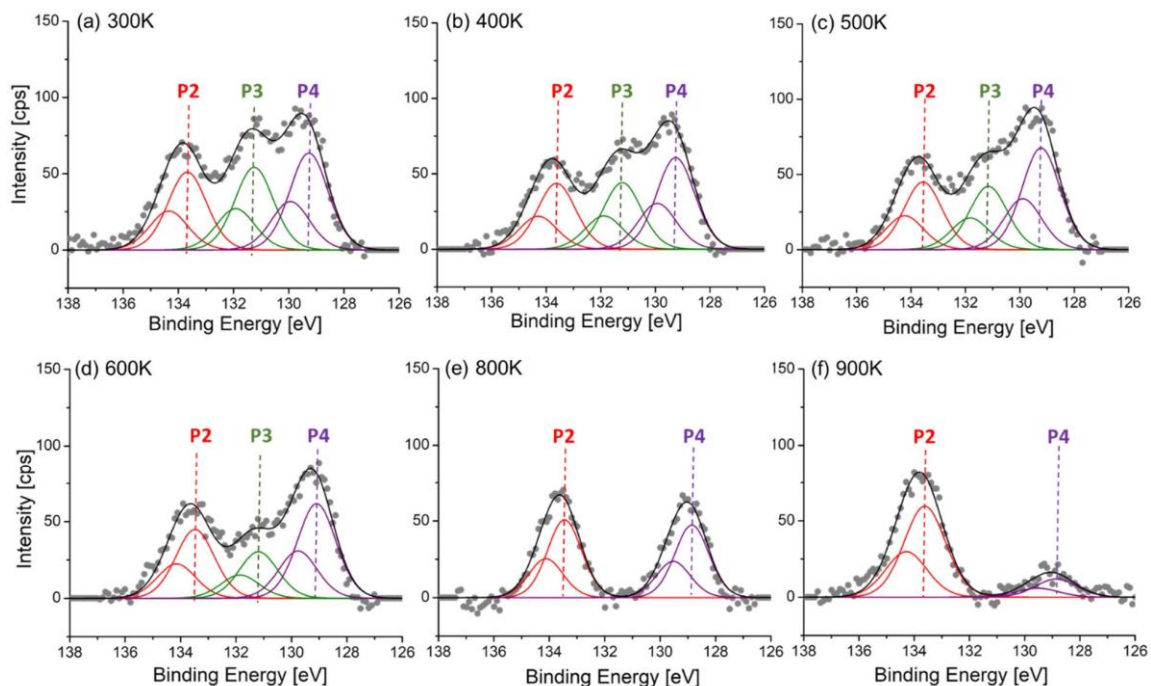 (a) 300K
150
100
50
0
P2 P3 P4
Intensity [cps]
138 136 134 132 130 128 126
Binding Energy [eV]
(b) 400K
150
100
50
0
P2 P3 P4
138 136 134 132 130 128 126
Binding Energy [eV]
(c) 500K
150
100
50
0
P2 P3 P4
138 136 134 132 130 128 126
Binding Energy [eV]
(d) 600K
150
100
50
0
P2 P3 P4
Intensity [cps]
138 136 134 132 130 128 126
Binding Energy [eV]
(e) 800K
150
100
50
0
P2 P4
138 136 134 132 130 128 126
Binding Energy [eV]
(f) 900K
150
100
50
0
P2 P4
138 136 134 132 130 128 126
Binding Energy [eV]